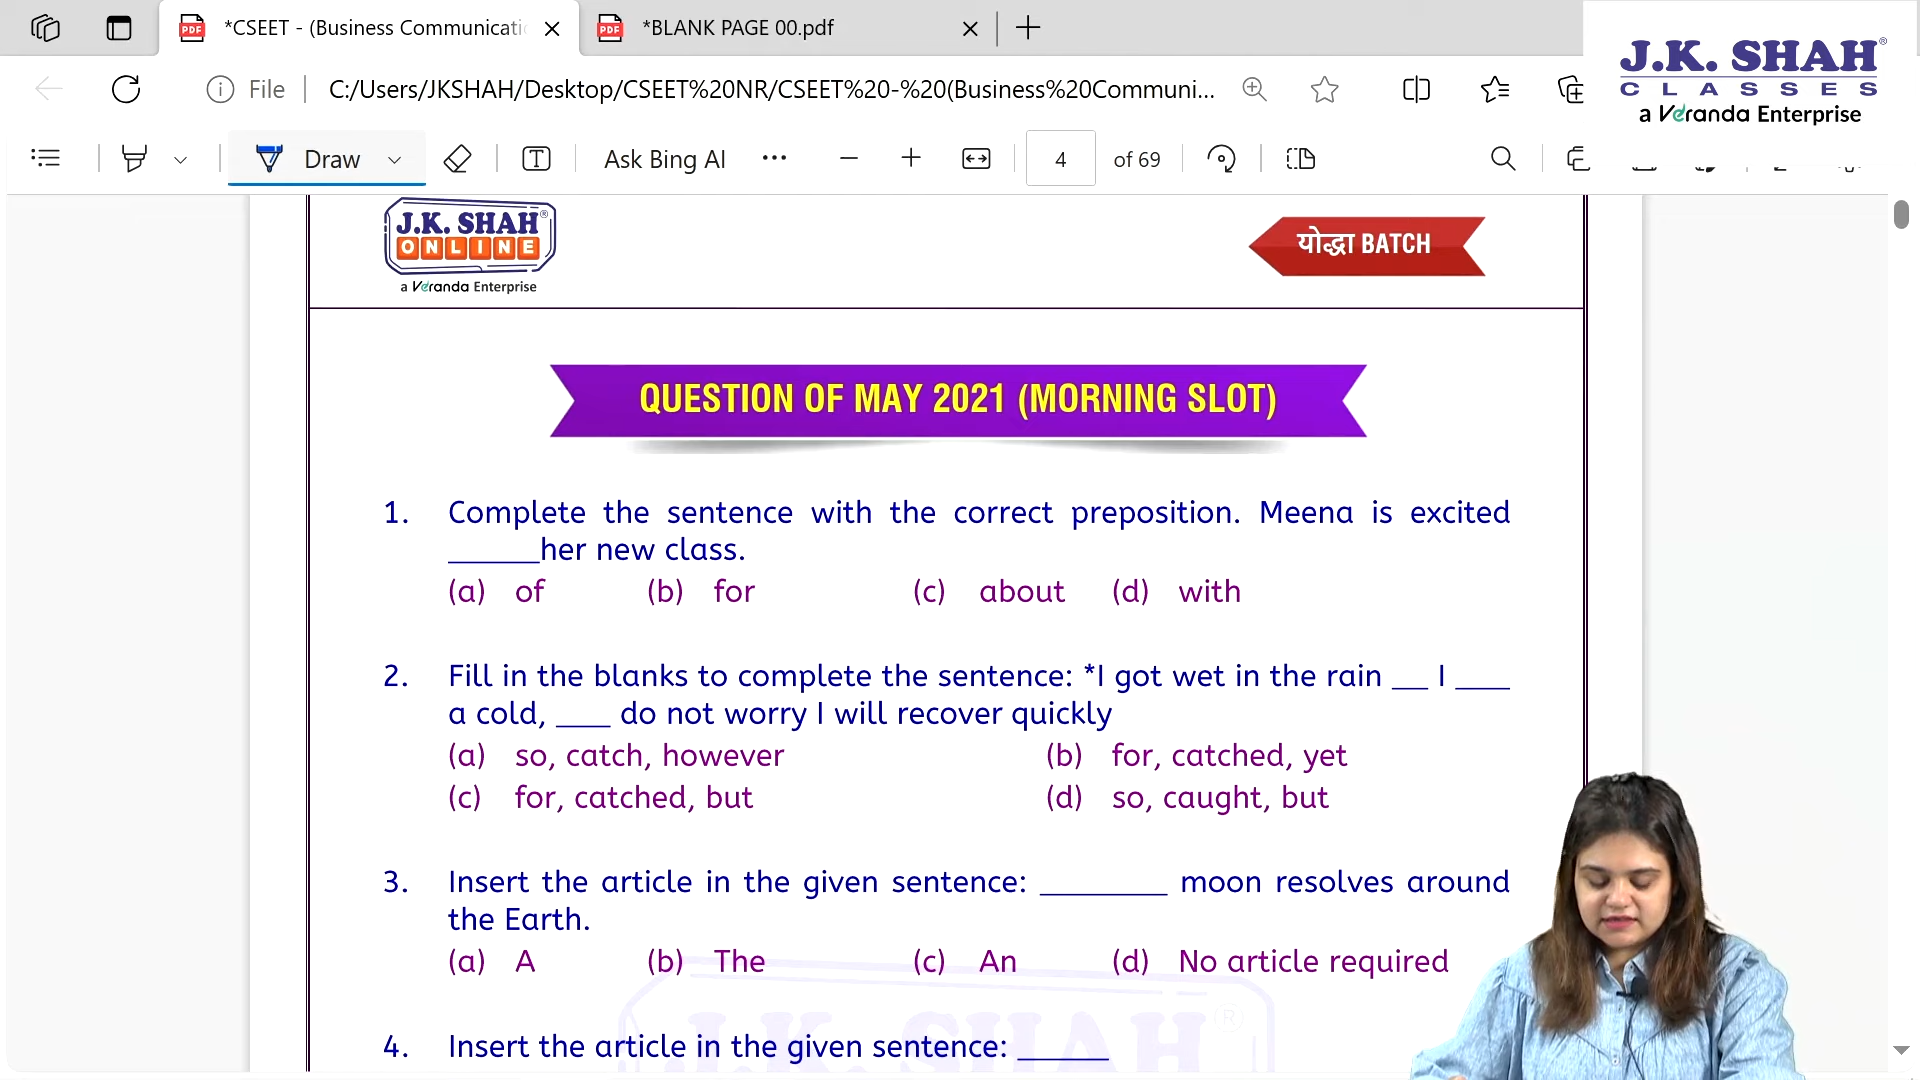 *CSEET - (Business Communicati
*BLANK PAGE 00.pdf
J.K. SHAH®
CLASSES
a Veranda Enterprise
File
C:/Users/JKSHAH/Desktop/CSEET%20NR/CSEET%20-%20(Business%20Communi...
Draw
Ask Bing AI
4
of 69
J.K. SHAH®
ONLINE
a Veranda Enterprise
योद्धा BATCH
QUESTION OF MAY 2021 (MORNING SLOT)
1. Complete the sentence with the correct preposition. Meena is excited
______her new class.
(a) of (b) for (c) about (d) with
2. Fill in the blanks to complete the sentence: *I got wet in the rain __ I ___
a cold, ___ do not worry I will recover quickly
(a) so, catch, however (b) for, catched, yet
(c) for, catched, but (d) so, caught, but
3. Insert the article in the given sentence: _______ moon resolves around
the Earth.
(a) A (b) The (c) An (d) No article required
J.K. SHAH®
4. Insert the article in the given sentence: _____